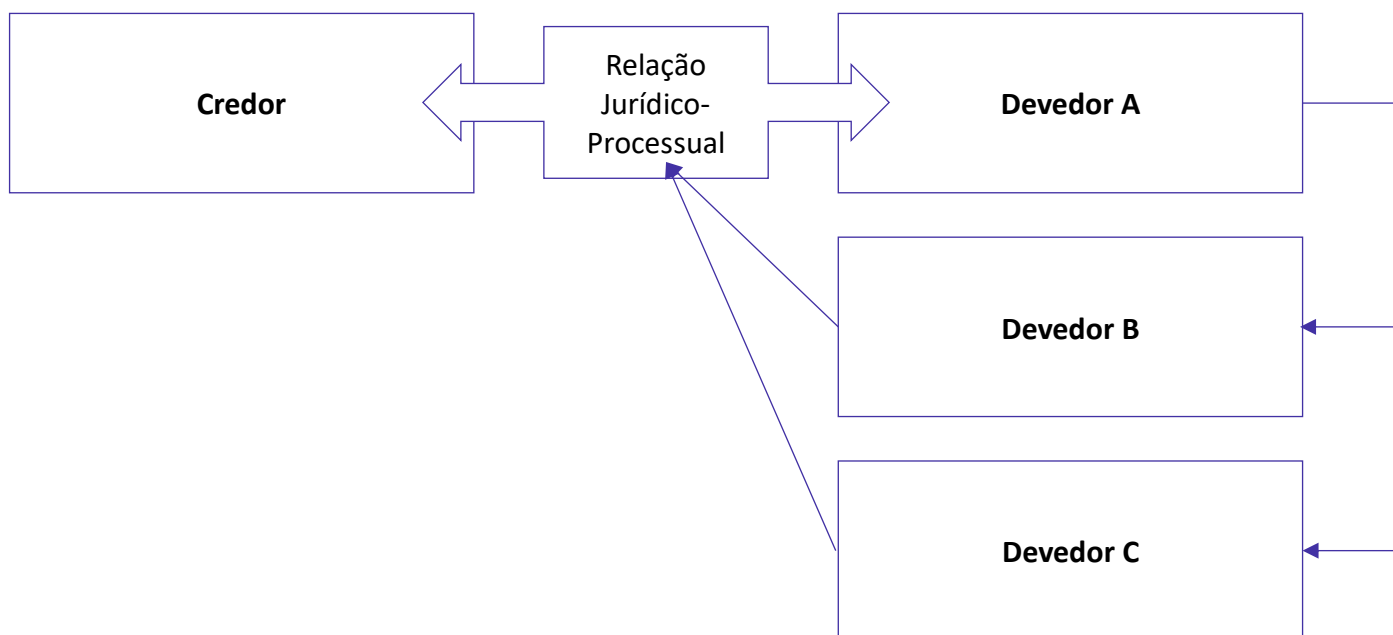 Credor
Relação
Jurídico-
Processual
Devedor A
Devedor B
Devedor C